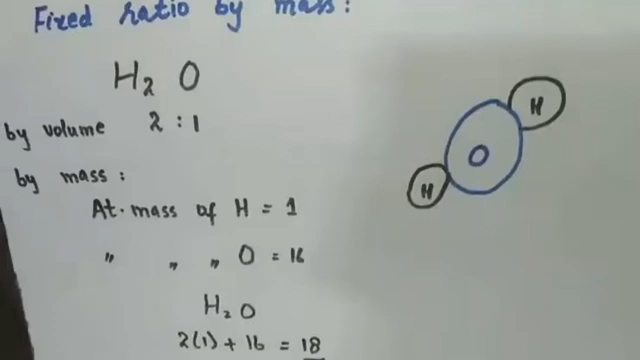 Fixed ratio by mass:
H₂ O
by volume 2 : 1
by mass :
At. mass of H = 1
" " " O = 16
H₂ O
2(1) + 16 = 18
H
O
H